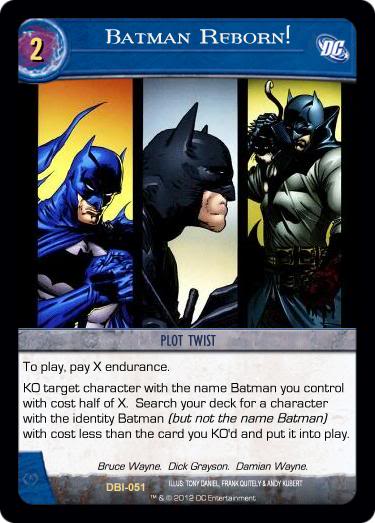 BATMAN REBORN!
2
DC
PLOT TWIST
To play, pay X endurance.
KO target character with the name Batman you control
with cost half of X.  Search your deck for a character
with the identity Batman (but not the name Batman)
with cost less than the card you KO'd and put it into play.
Bruce Wayne.  Dick Grayson.  Damian Wayne.
DBI-051
ILLUS: TONY DANIEL, FRANK QUITELY & ANDY KUBERT
™ & © 2012 DC Entertainment